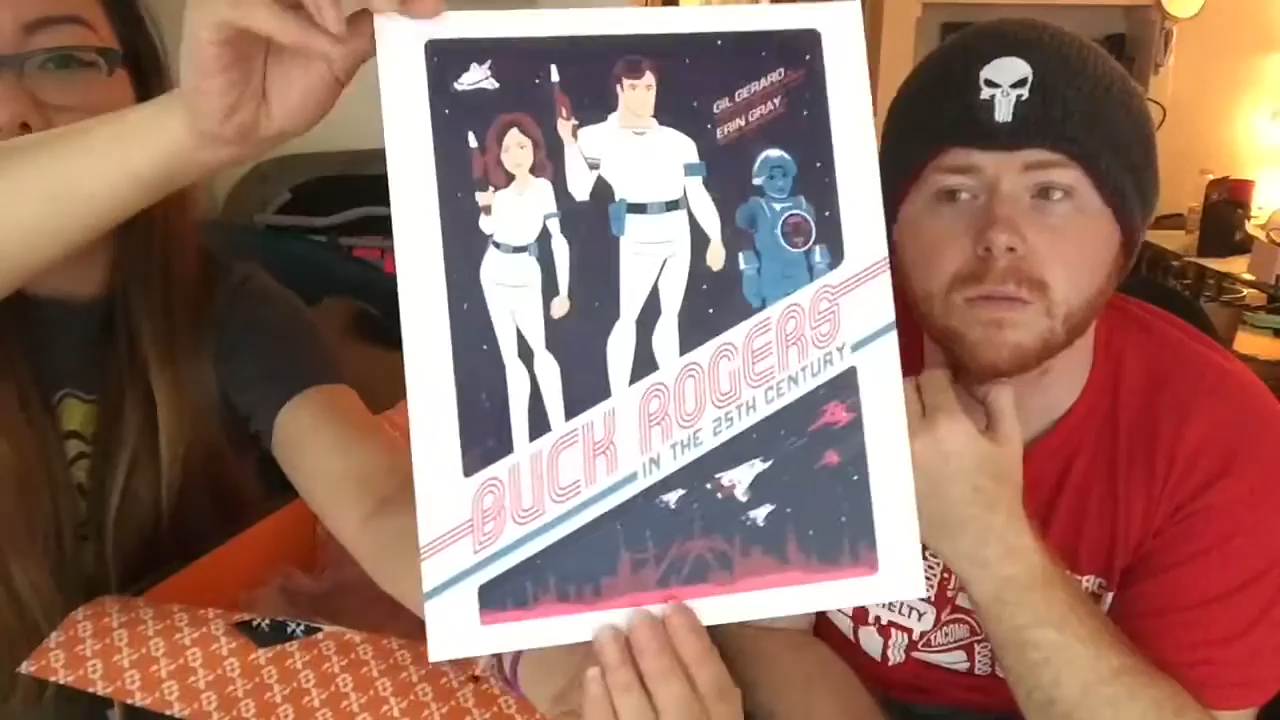 GIL GERARD
ERIN GRAY
BUCK ROGERS
IN THE 25TH CENTURY
TACOMA